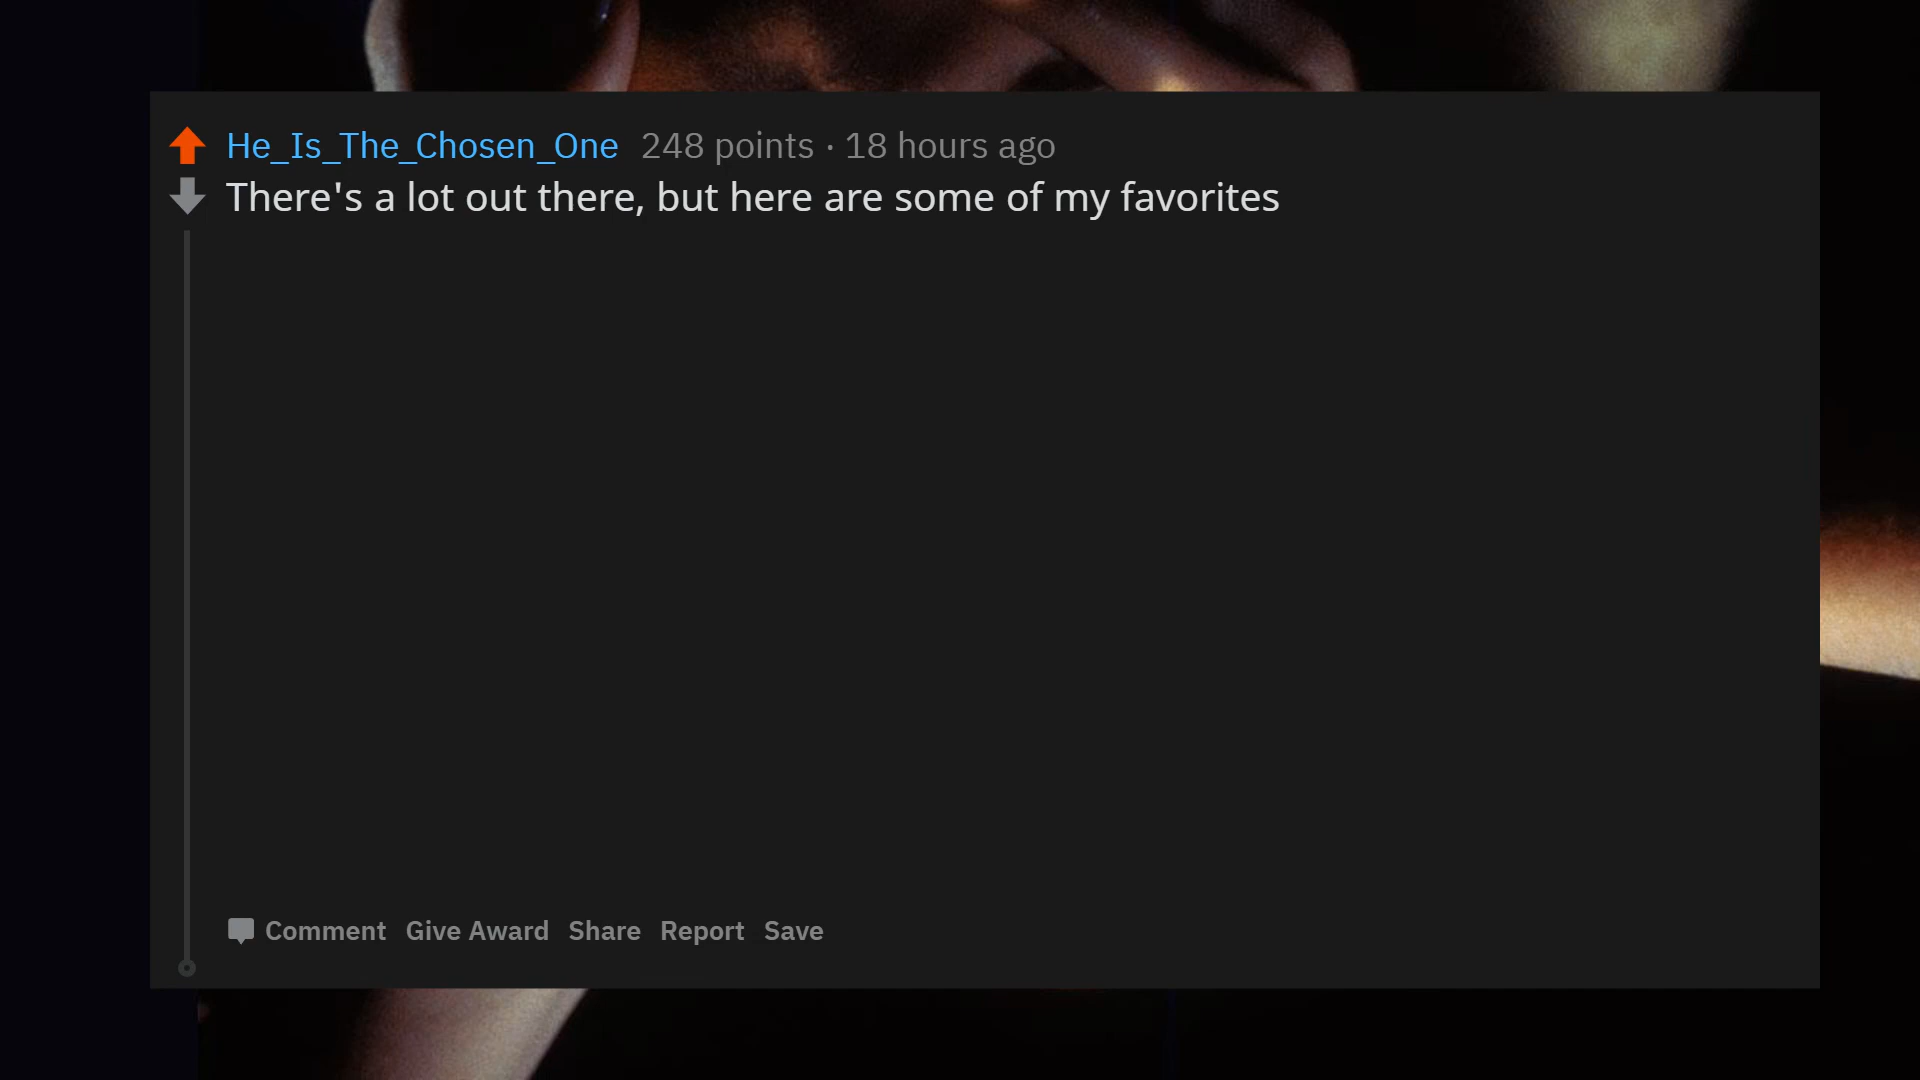 He_Is_The_Chosen_One 248 points · 18 hours ago
There's a lot out there, but here are some of my favorites
Comment Give Award Share Report Save